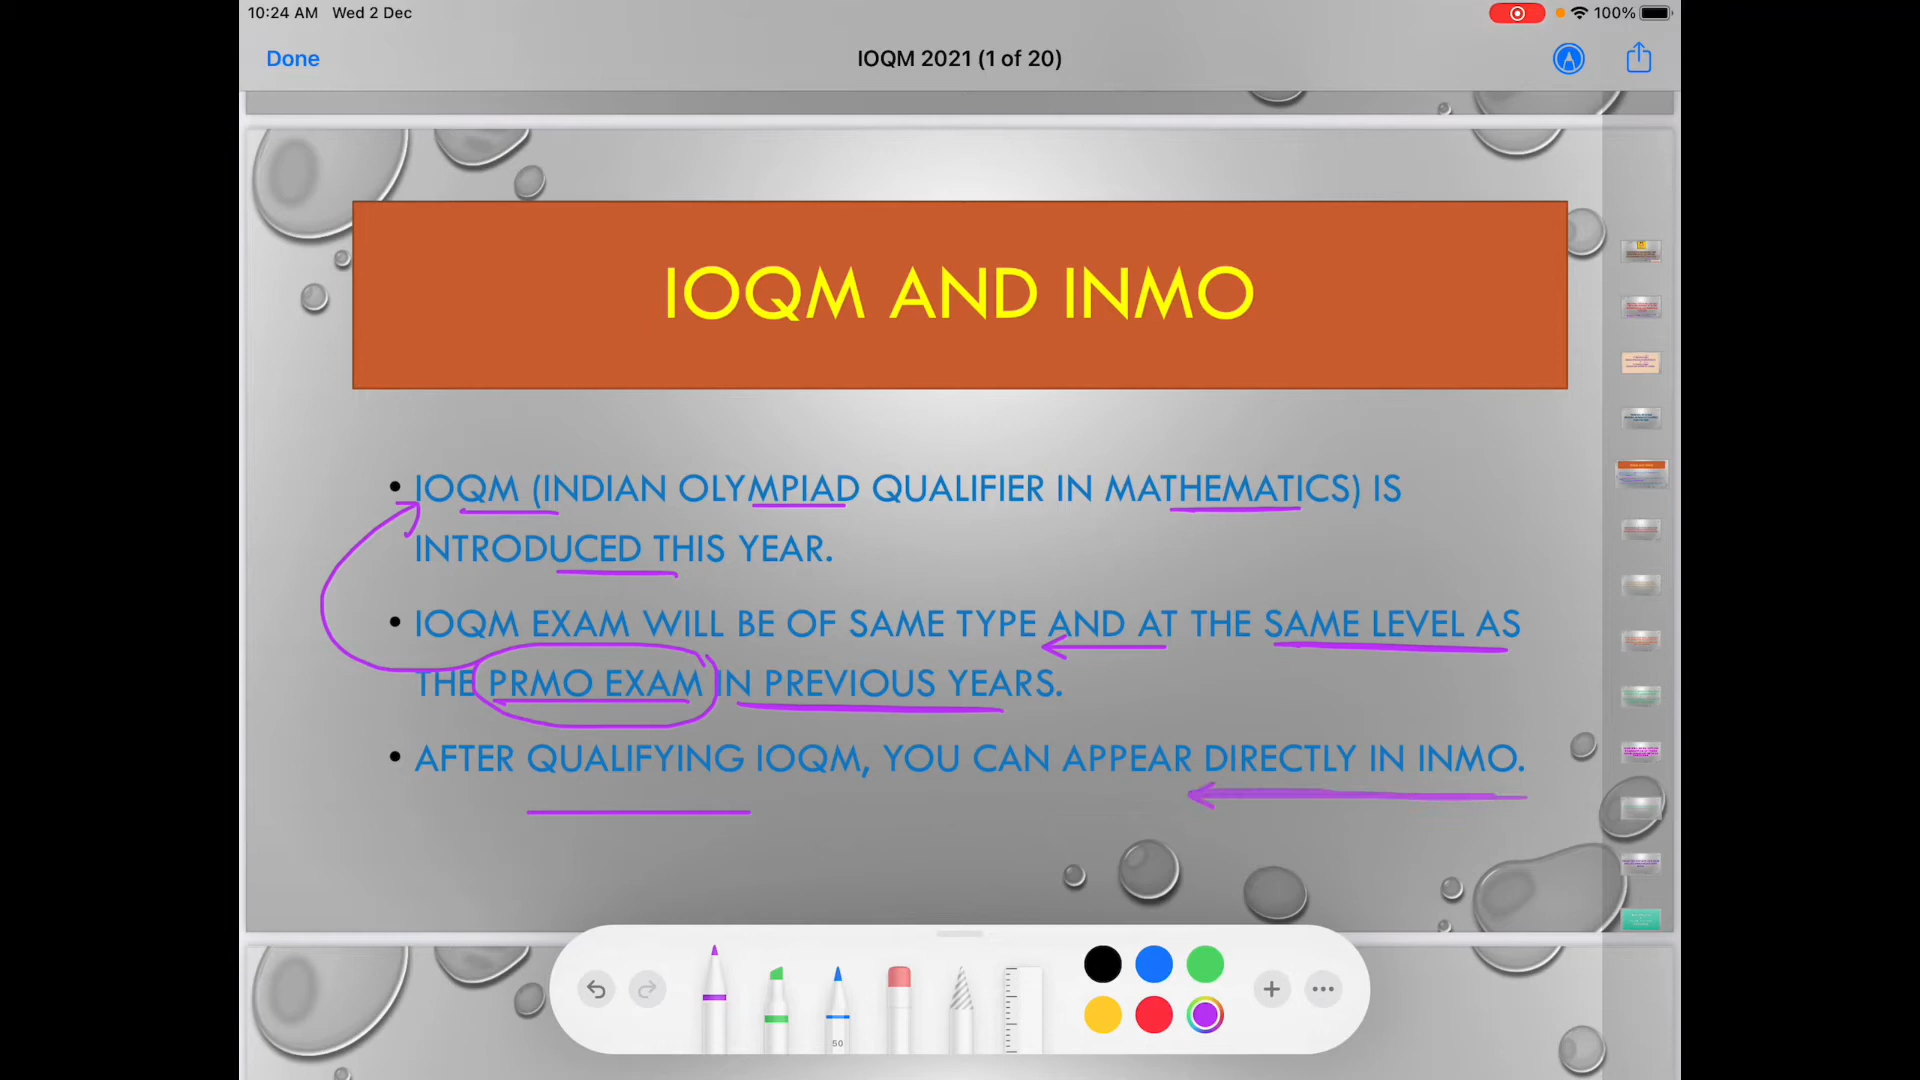 10:24 AM Wed 2 Dec
100%
Done
IOQM 2021 (1 of 20)
IOQM AND INMO
• IOQM (INDIAN OLYMPIAD QUALIFIER IN MATHEMATICS) IS
INTRODUCED THIS YEAR.
• IOQM EXAM WILL BE OF SAME TYPE AND AT THE SAME LEVEL AS
THE PRMO EXAM IN PREVIOUS YEARS.
• AFTER QUALIFYING IOQM, YOU CAN APPEAR DIRECTLY IN INMO.
50